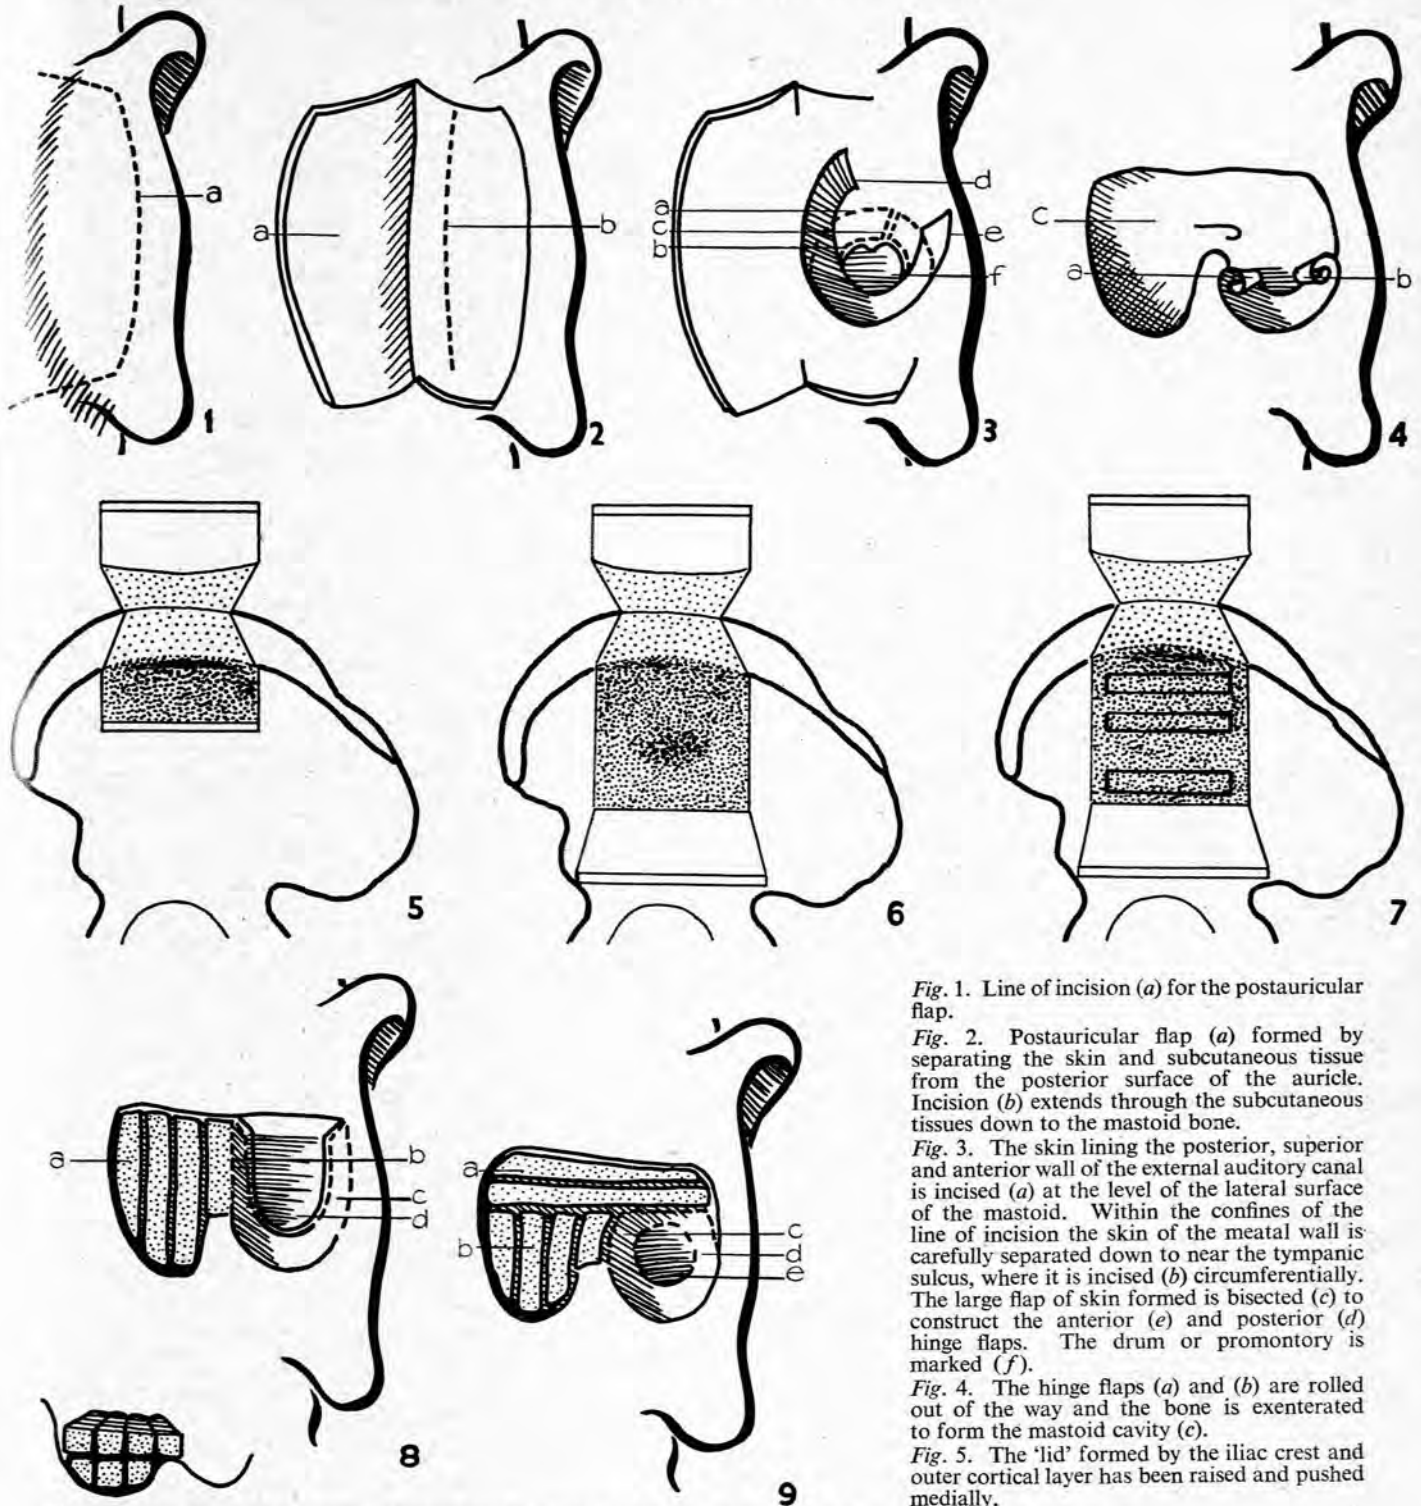 a
1
a
b
2
a
c
b
d
e
f
3
c
a
b
4
5
6
7
a
b
c
d
8
a
b
c
d
e
9
Fig. 1. Line of incision (a) for the postauricular
flap.
Fig. 2. Postauricular flap (a) formed by
separating the skin and subcutaneous tissue
from the posterior surface of the auricle.
Incision (b) extends through the subcutaneous
tissues down to the mastoid bone.
Fig. 3. The skin lining the posterior, superior
and anterior wall of the external auditory canal
is incised (a) at the level of the lateral surface
of the mastoid. Within the confines of the
line of incision the skin of the meatal wall is
carefully separated down to near the tympanic
sulcus, where it is incised (b) circumferentially.
The large flap of skin formed is bisected (c) to
construct the anterior (e) and posterior (d)
hinge flaps. The drum or promontory is
marked (f).
Fig. 4. The hinge flaps (a) and (b) are rolled
out of the way and the bone is exenterated
to form the mastoid cavity (c).
Fig. 5. The 'lid' formed by the iliac crest and
outer cortical layer has been raised and pushed
medially.